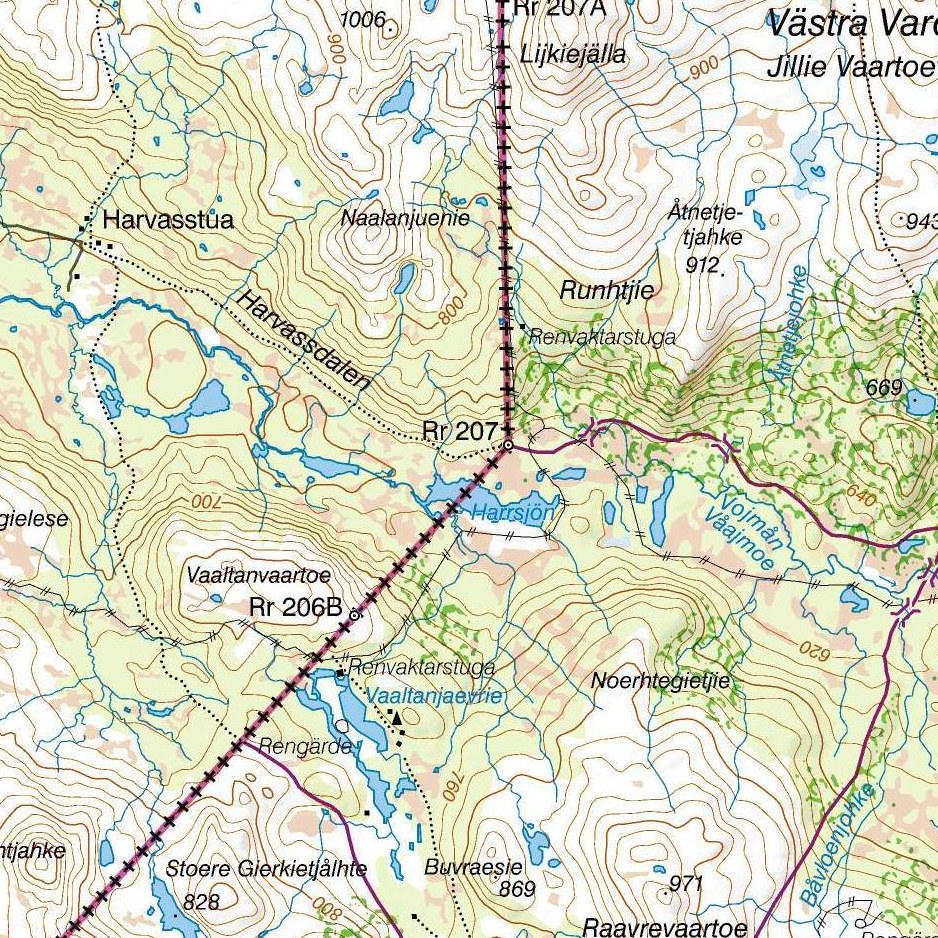 1006
Rr 207A
900
Lijkiejälla
900
Västra Vard
Jillie Vaartoe
Harvasstua
Naalanjuenie
Åtnetje-
tjahke
912
943
800
Harvassdalen
Runhtjie
Åtnetjejohke
Renvaktarstuga
669
Rr 207
640
700
gielese
Harrsjön
Volmån
Vaajmoe
Vaaltanvaartoe
Rr 206B
620
Renvaktarstuga
Vaaltanjaevrie
Noerhtegietjie
Rengärde
760
Båvloenjohke
ntjahke
Stoere Gierkietjålhte
828
800
Buvraesie
869
971
Raavrevaartoe